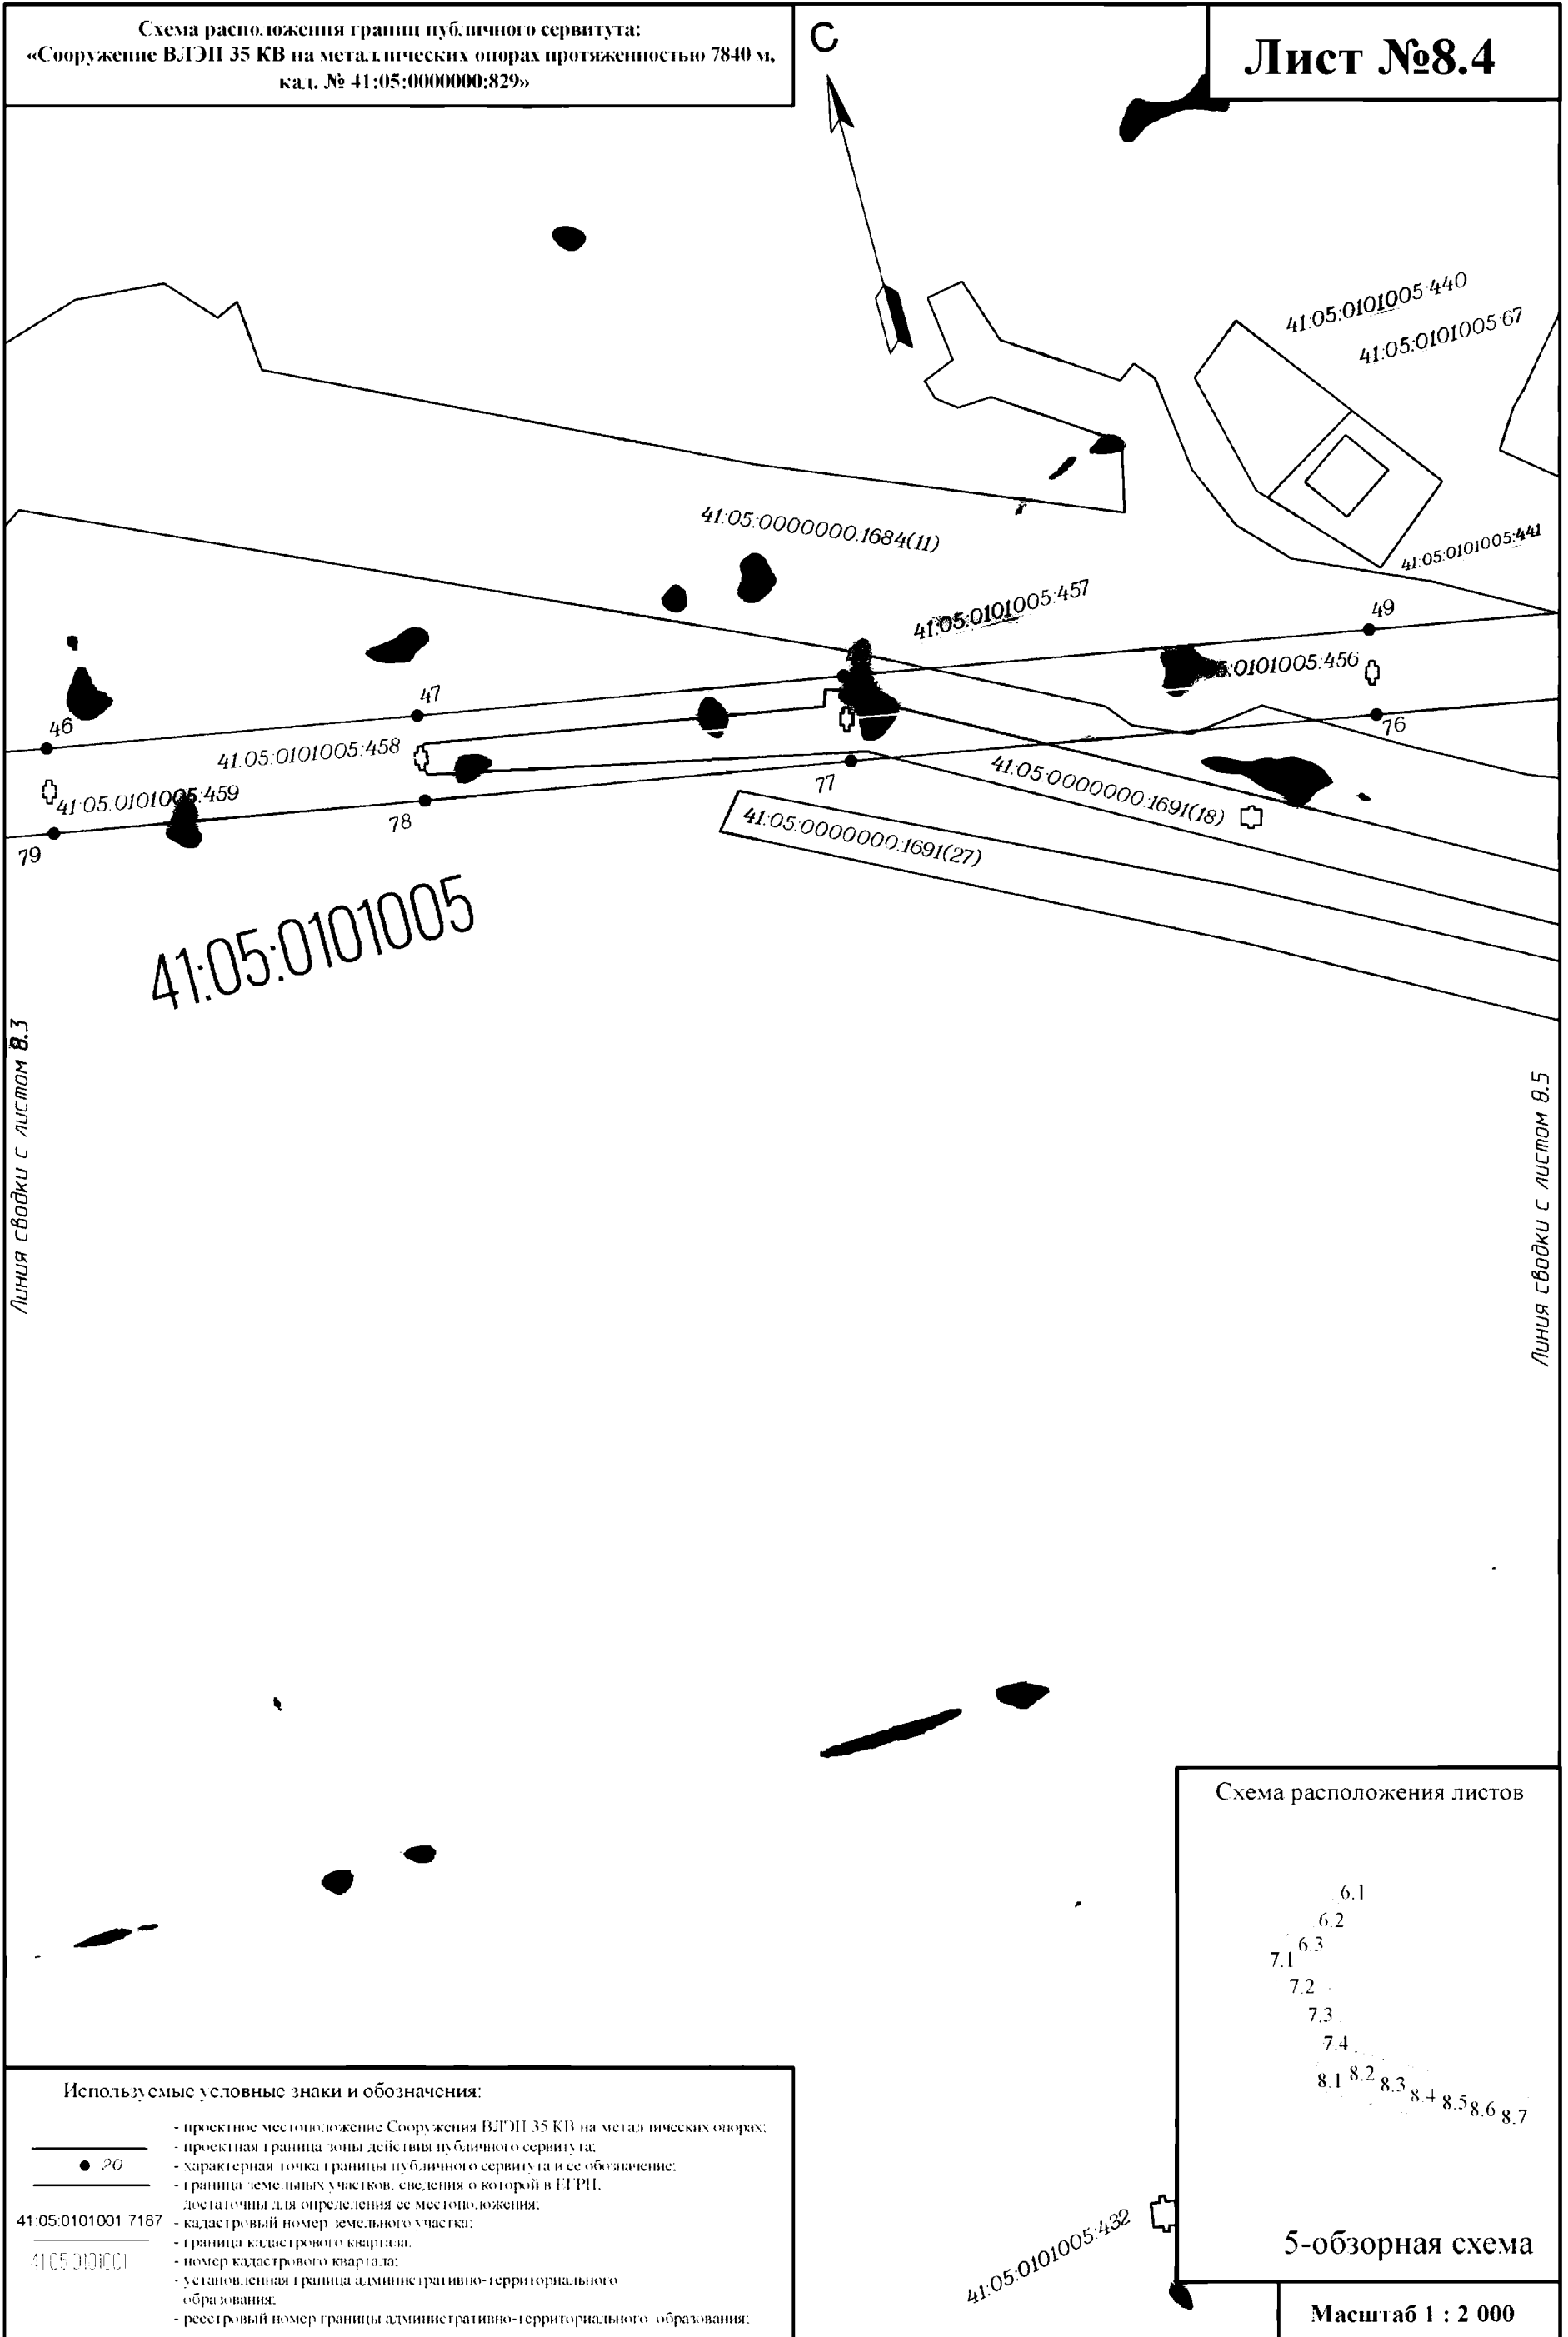 Схема расположения границ публичного сервитута:
«Сооружение ВЛЭП 35 КВ на металлических опорах протяженностью 7840 м,
кад. № 41:05:0000000:829»
С
Лист №8.4
41:05:0101005:440
41:05:0101005:67
41:05:0000000:1684(11)
41:05:0101005:441
41:05:0101005:457
49
:0101005:456
47
46
41:05:0101005:458
76
41:05:0101005:459
77
41:05:0000000:1691(18)
78
41:05:0000000:1691(27)
79
41:05:0101005
Линия сводки с листом 8.3
Линия сводки с листом 8.5
Схема расположения листов
6.1
6.2
6.3
7.1
7.2
7.3
7.4
8.1 8.2 8.3 8.4 8.5 8.6 8.7
5-обзорная схема
Масштаб 1 : 2 000
41:05:0101005:432
Используемые условные знаки и обозначения:
- проектное местоположение Сооружения ВЛЭП 35 КВ на металлических опорах;
- проектная граница зоны действия публичного сервитута;
20 - характерная точка границы публичного сервитута и ее обозначение;
- граница земельных участков, сведения о которой в ЕГРН,
достаточны для определения ее местоположения;
41:05:0101001 7187 - кадастровый номер земельного участка;
- граница кадастрового квартала.
41:05:0101001 - номер кадастрового квартала;
- установленная граница административно-территориального
образования;
- реестровый номер границы административно-территориального образования;